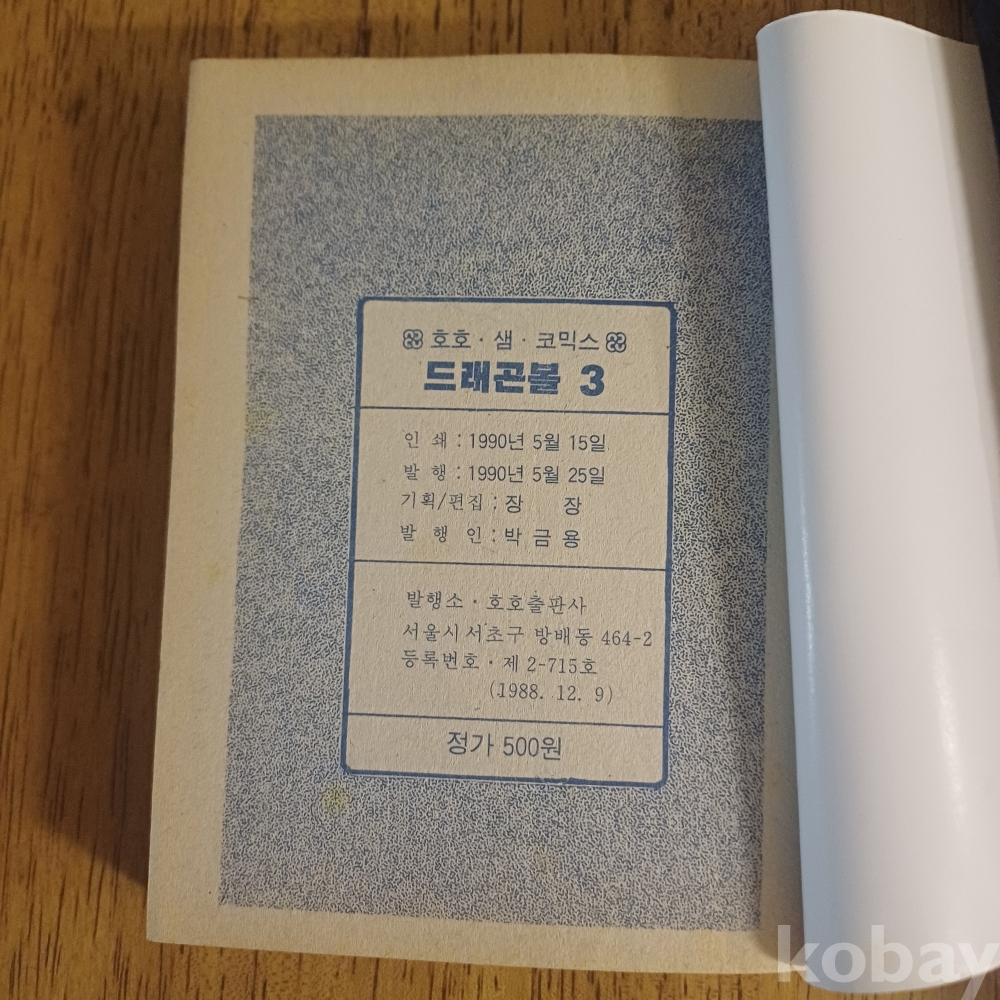 호호 · 샘 · 코믹스
드래곤볼 3
인 쇄 : 1990년 5월 15일
발 행 : 1990년 5월 25일
기획/편집 : 장 장
발 행 인 : 박 금 용
발행소 · 호호출판사
서울시 서초구 방배동 464-2
등록번호 · 제 2-715호
(1988. 12. 9)
정가 500원
kobay